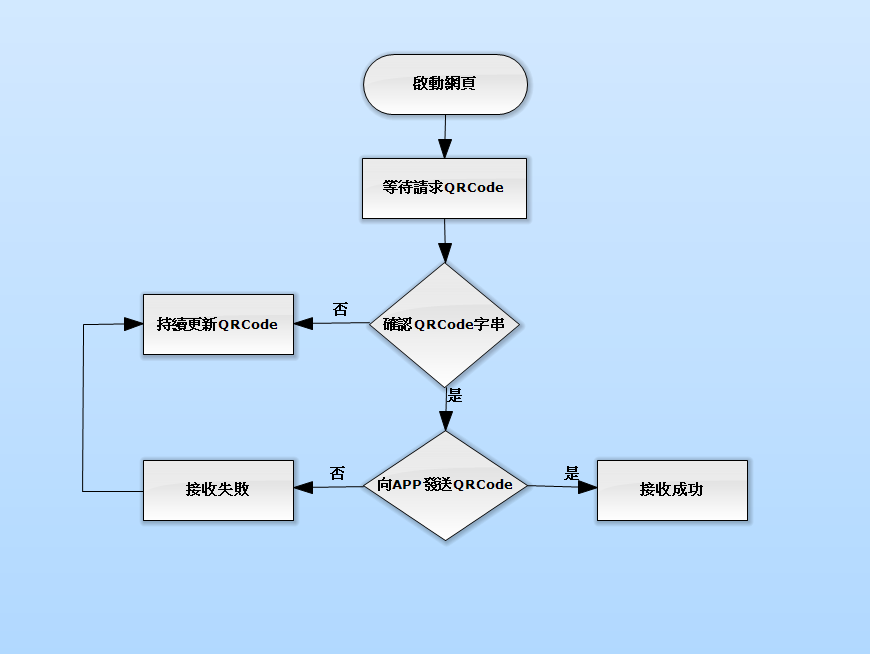 啟動網頁
等待請求QRCode
否
持續更新QRCode
確認QRCode字串
是
否
是
接收失敗
向APP發送QRCode
接收成功